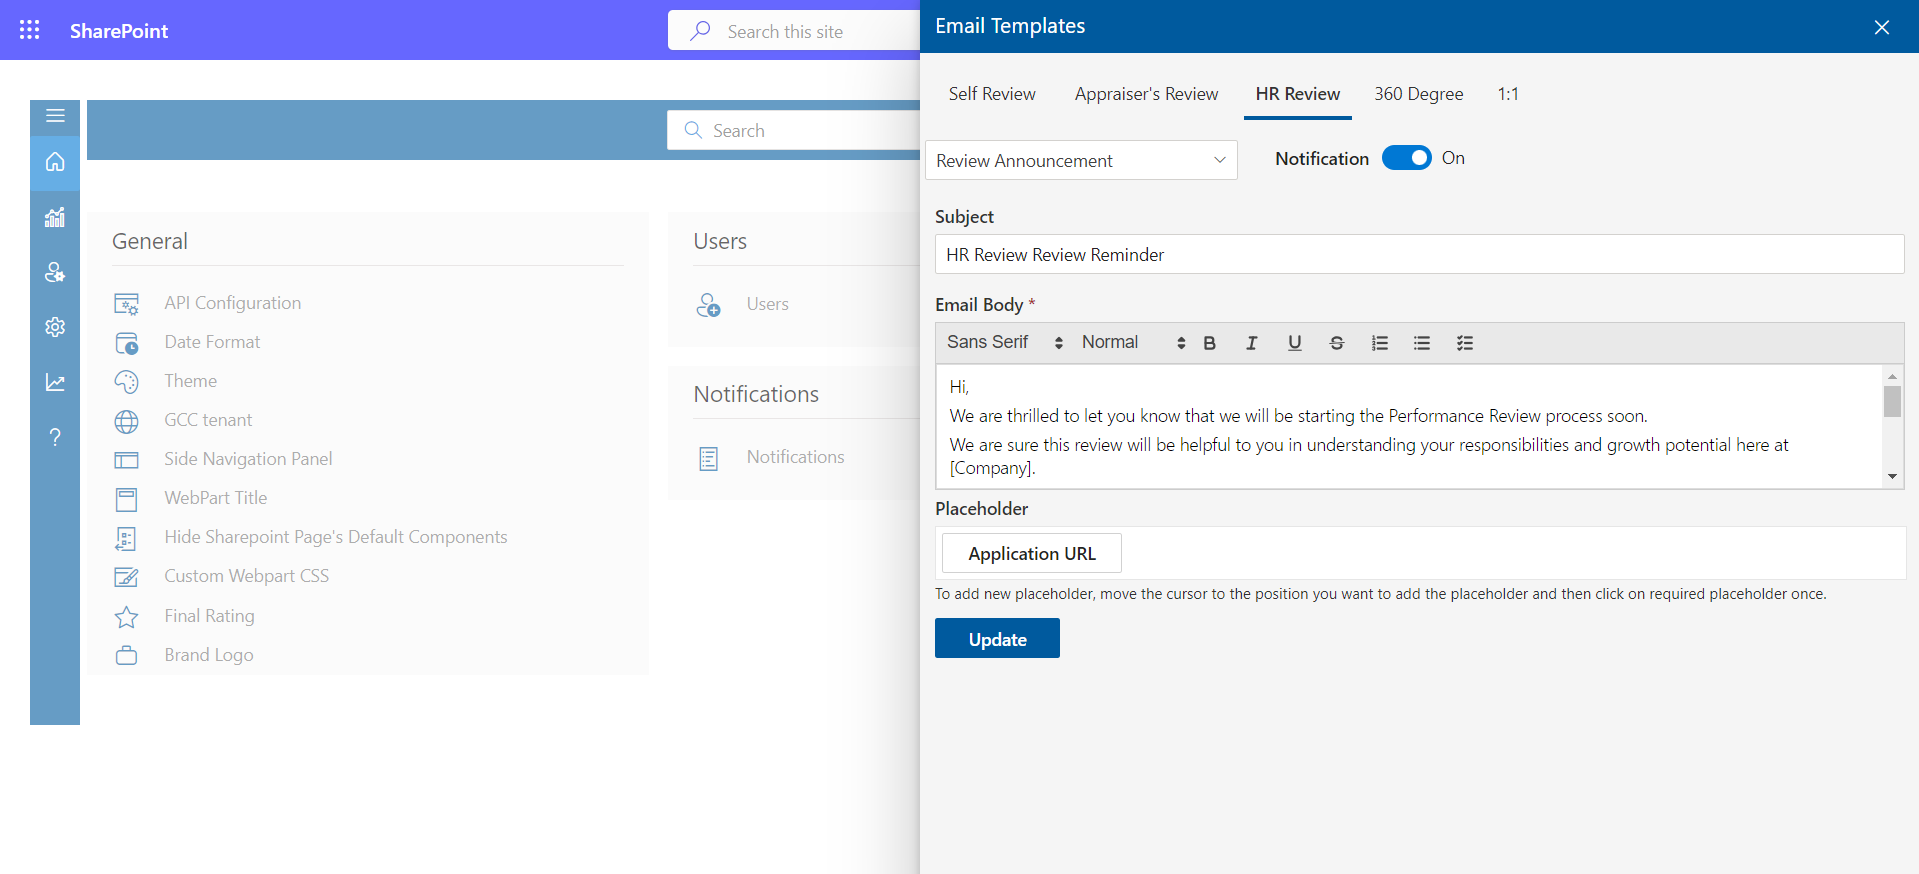 SharePoint
Search this site
Search
General
API Configuration
Date Format
Theme
GCC tenant
Side Navigation Panel
WebPart Title
Hide Sharepoint Page's Default Components
Custom Webpart CSS
Final Rating
Brand Logo
Users
Users
Notifications
Notifications
Email Templates
Self Review
Appraiser's Review
HR Review
360 Degree
1:1
Review Announcement
Notification
On
Subject
HR Review Review Reminder
Email Body *
Sans Serif
Normal
B I U S
Hi,
We are thrilled to let you know that we will be starting the Performance Review process soon.
We are sure this review will be helpful to you in understanding your responsibilities and growth potential here at
[Company].
Placeholder
Application URL
To add new placeholder, move the cursor to the position you want to add the placeholder and then click on required placeholder once.
Update